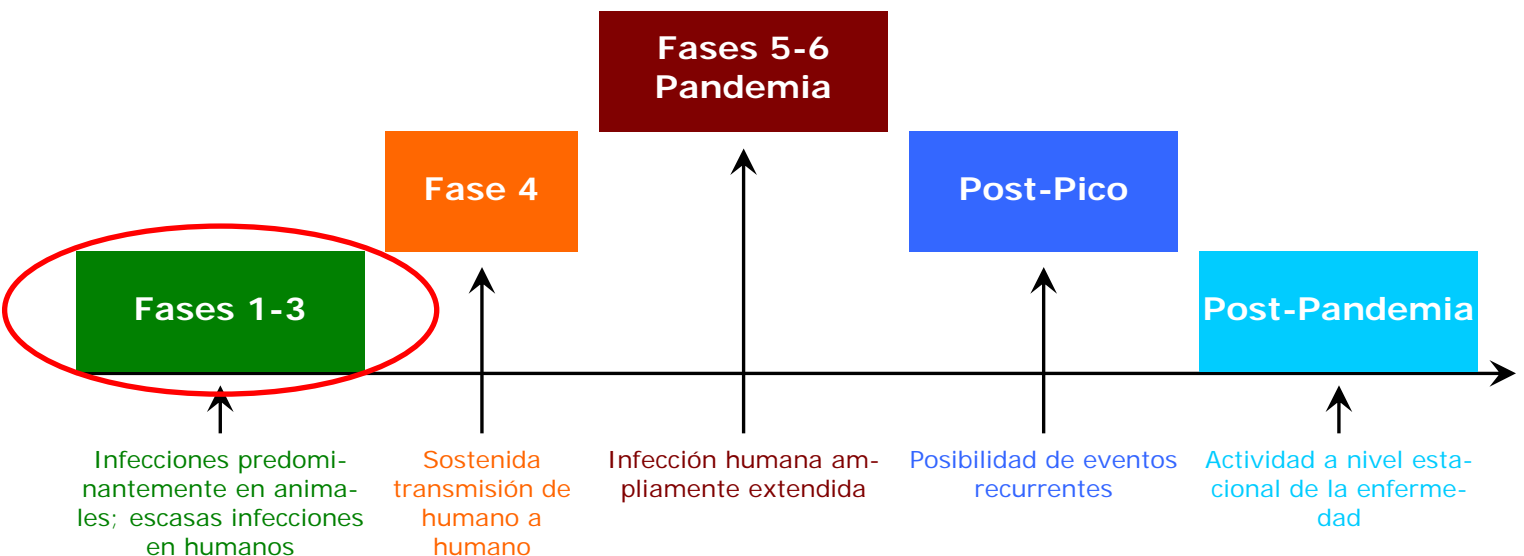 Fases 5-6
Pandemia
Fase 4
Post-Pico
Fases 1-3
Post-Pandemia
Infecciones predomi-
nantemente en anima-
les; escasas infecciones
en humanos
Sostenida
transmisión de
humano a
humano
Infección humana am-
pliamente extendida
Posibilidad de eventos
recurrentes
Actividad a nivel esta-
cional de la enferme-
dad